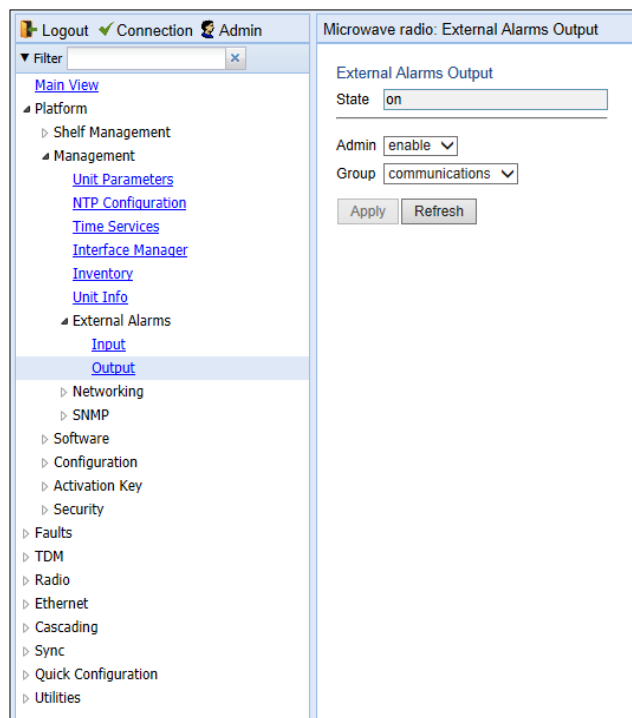 Logout Connection Admin
Filter
Main View
Platform
Shelf Management
Management
Unit Parameters
NTP Configuration
Time Services
Interface Manager
Inventory
Unit Info
External Alarms
Input
Output
Networking
SNMP
Software
Configuration
Activation Key
Security
Faults
TDM
Radio
Ethernet
Cascading
Sync
Quick Configuration
Utilities
Microwave radio: External Alarms Output
External Alarms Output
State on
Admin enable
Group communications
Apply Refresh